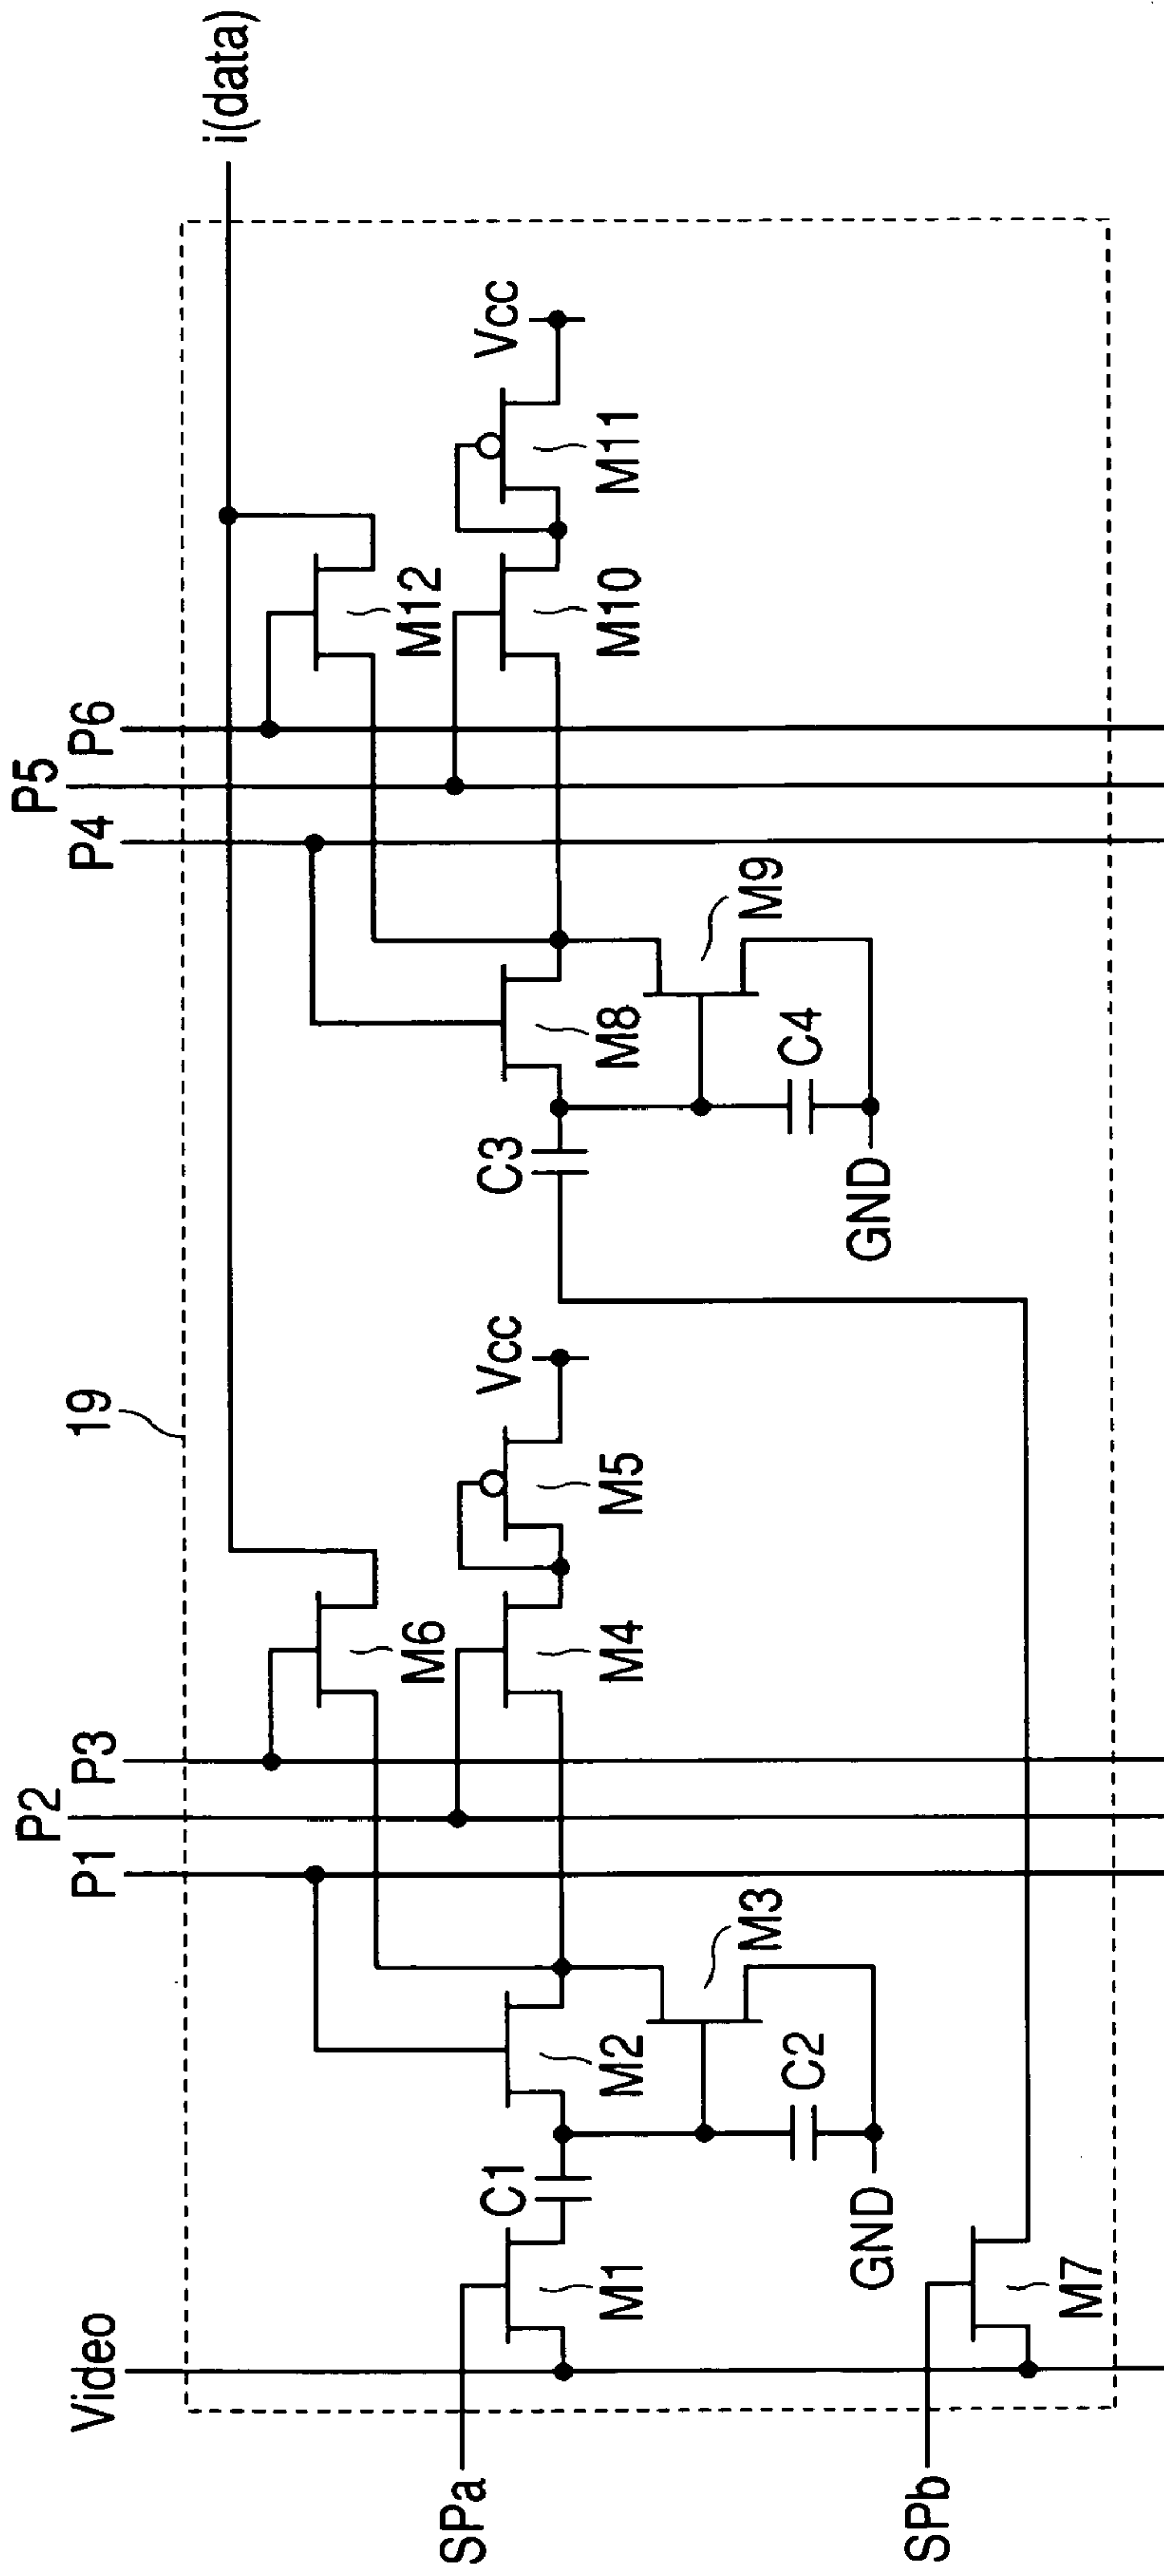 P2
P5
Video
P1
P3
19
P4
P6
i(data)
M6
M12
SPa
M1
C1
M2
M4
M5
Vcc
C3
M8
M10
M11
Vcc
M3
M9
C2
C4
GND
GND
SPb
M7